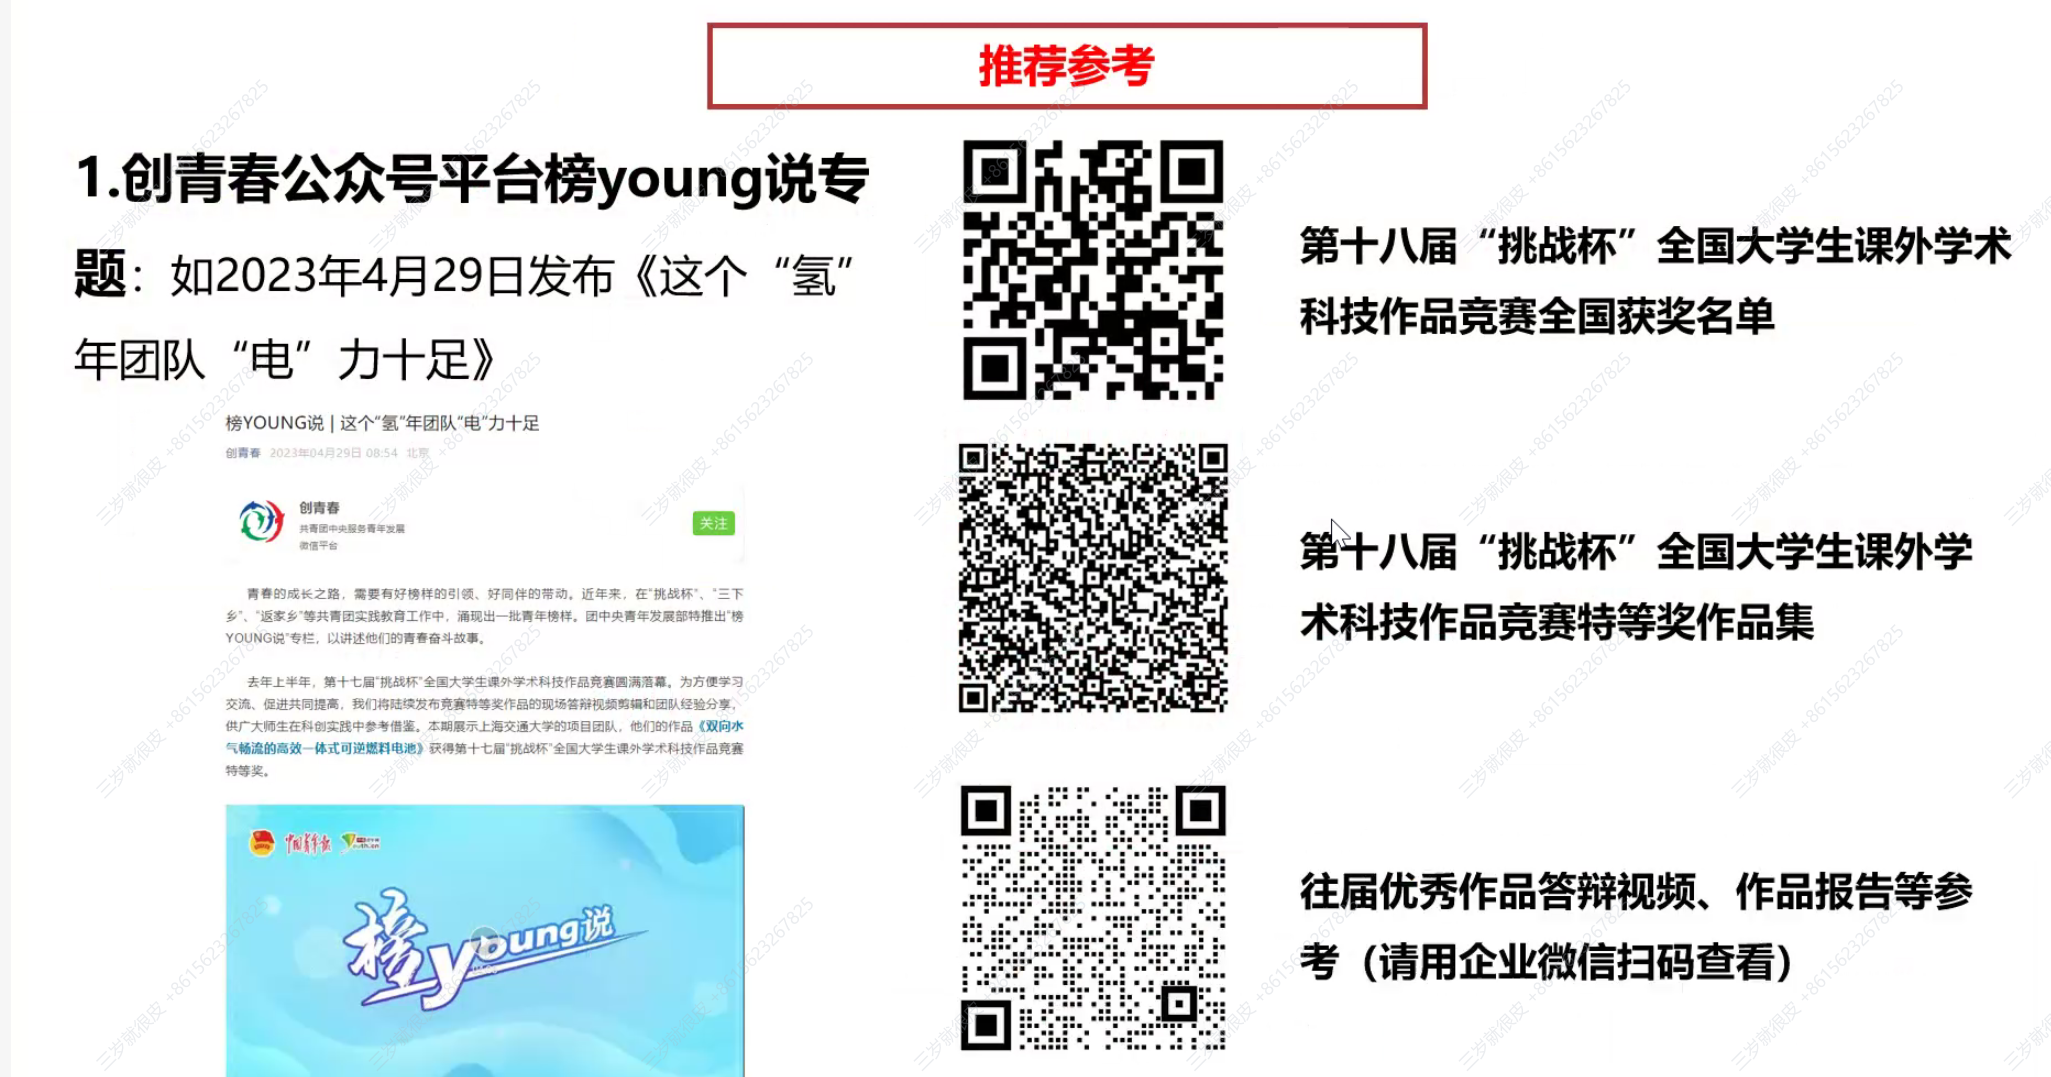 推荐参考
1.创青春公众号平台榜young说专
题：如2023年4月29日发布《这个“氢”
年团队“电”力十足》
榜YOUNG说 | 这个“氢”年团队“电”力十足
创青春 2023年04月29日 08:54 北京
创青春
共青团中央服务青年发展
微信平台
关注
青春的成长之路，需要有好榜样的引领、好同伴的带动。近年来，在“挑战杯”、“三下
乡”、“返家乡”等共青团实践教育工作中，涌现出一批青年榜样。团中央青年发展部特推出“榜
YOUNG说”专栏，以讲述他们的青春奋斗故事。
去年上半年，第十七届“挑战杯”全国大学生课外学术科技作品竞赛圆满落幕。为方便学习
交流、促进共同提高，我们将陆续发布竞赛特等奖作品的现场答辩视频剪辑和团队经验分享，
供广大师生在科创实践中参考借鉴。本期展示上海交通大学的项目团队，他们的作品《双向水
气畅流的高效一体式可逆燃料电池》获得第十七届“挑战杯”全国大学生课外学术科技作品竞赛
特等奖。
中国青年报
榜young说
第十八届“挑战杯”全国大学生课外学术
科技作品竞赛全国获奖名单
第十八届“挑战杯”全国大学生课外学
术科技作品竞赛特等奖作品集
往届优秀作品答辩视频、作品报告等参
考（请用企业微信扫码查看）
三岁就很皮 +8615623267825